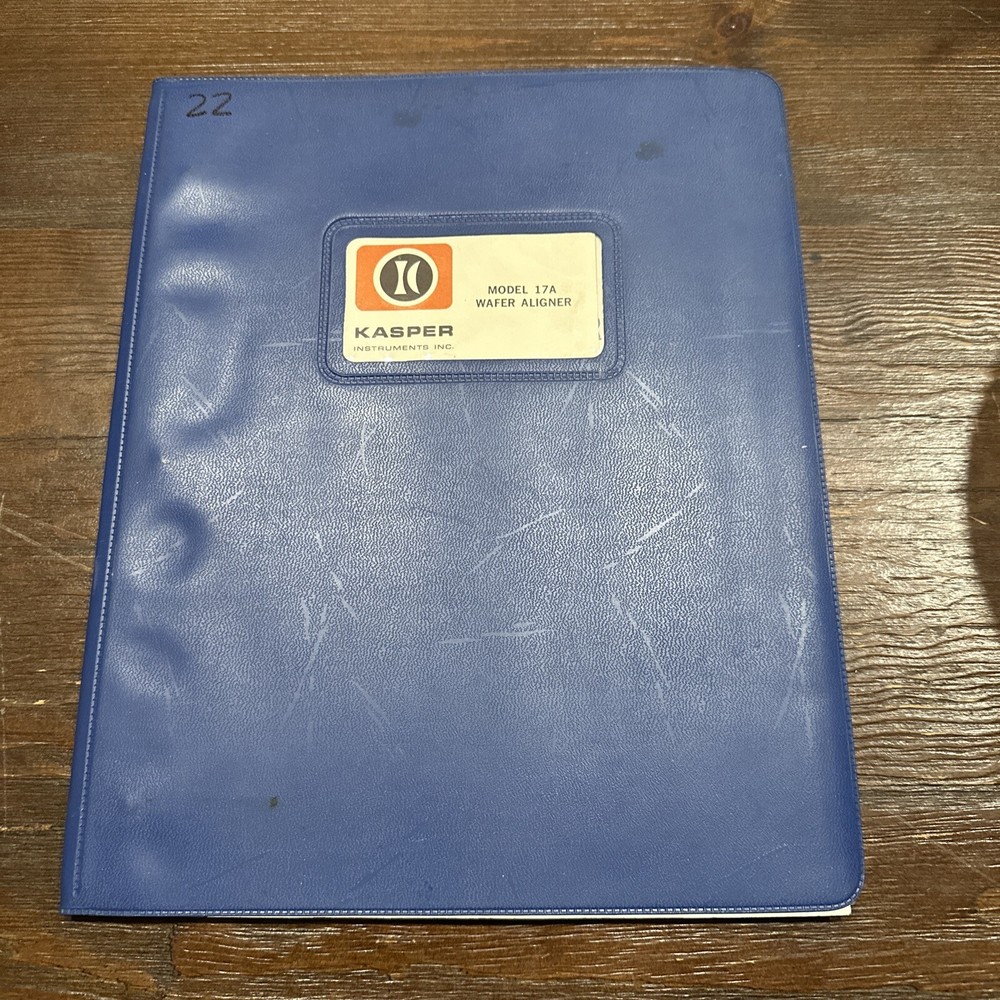 22
MODEL 17A
WAFER ALIGNER
KASPER
INSTRUMENTS INC.